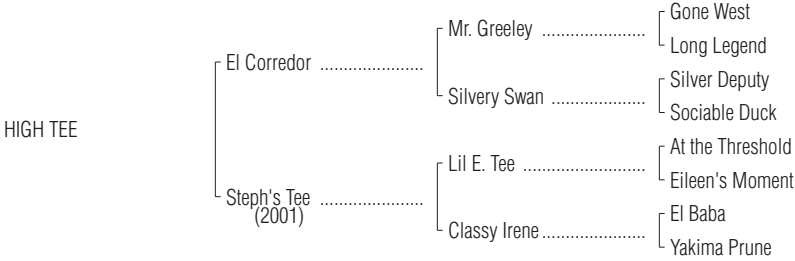 Gone West
Mr. Greeley ......................
Long Legend
El Corredor ......................
Silver Deputy
Silvery Swan ....................
Sociable Duck
HIGH TEE
At the Threshold
Lil E. Tee ..........................
Eileen's Moment
Steph's Tee ......................
(2001)
El Baba
Classy Irene......................
Yakima Prune